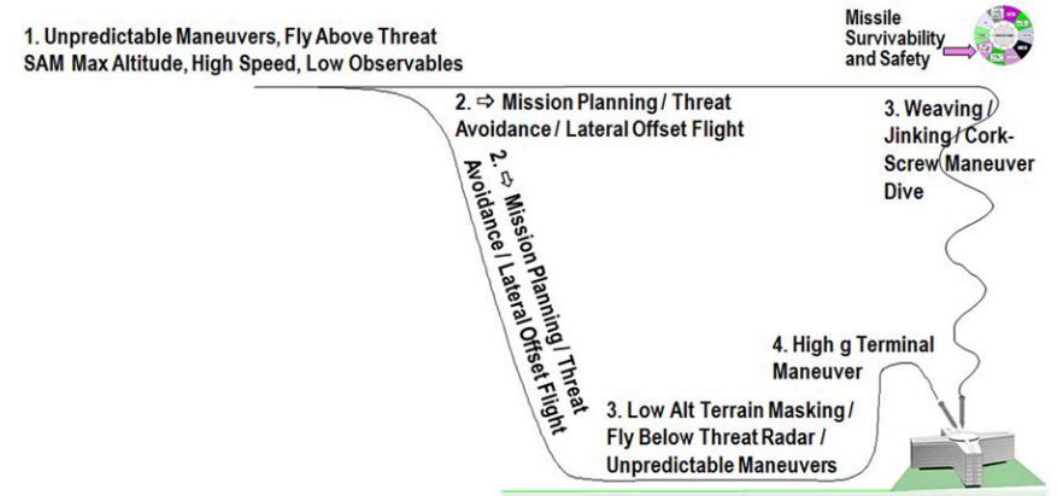 1. Unpredictable Maneuvers, Fly Above Threat
SAM Max Altitude, High Speed, Low Observables
Missile
Survivability
and Safety
2. ⇨ Mission Planning / Threat
Avoidance / Lateral Offset Flight
3. Weaving /
Jinking / Cork-
Screw Maneuver
Dive
2. ⇨ Mission Planning / Threat
Avoidance / Lateral Offset Flight
4. High g Terminal
Maneuver
3. Low Alt Terrain Masking /
Fly Below Threat Radar /
Unpredictable Maneuvers